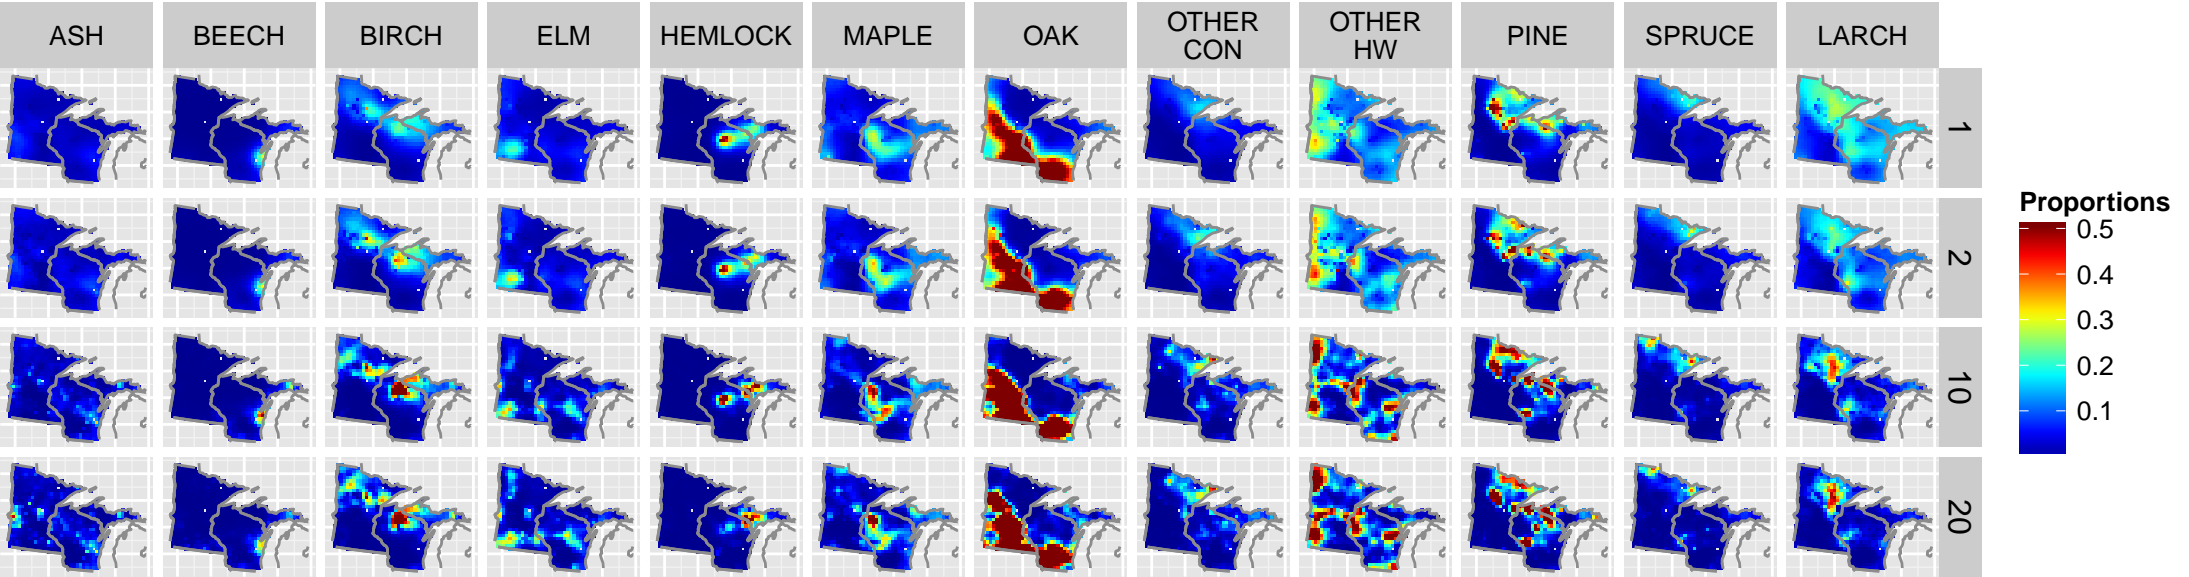 ASH
BEECH
BIRCH
ELM
HEMLOCK
MAPLE
OAK
OTHER
CON
OTHER
HW
PINE
SPRUCE
LARCH
1
2
10
20
Proportions
0.5
0.4
0.3
0.2
0.1